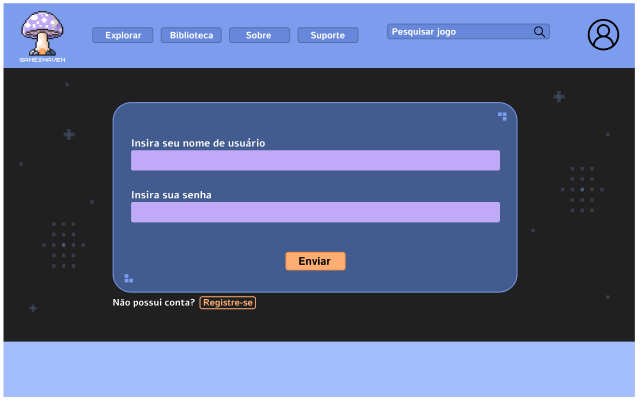 Explorar
Biblioteca
Sobre
Suporte
Pesquisar jogo
GAMESHAVEN
Insira seu nome de usuário
Insira sua senha
Enviar
Não possui conta? Registre-se